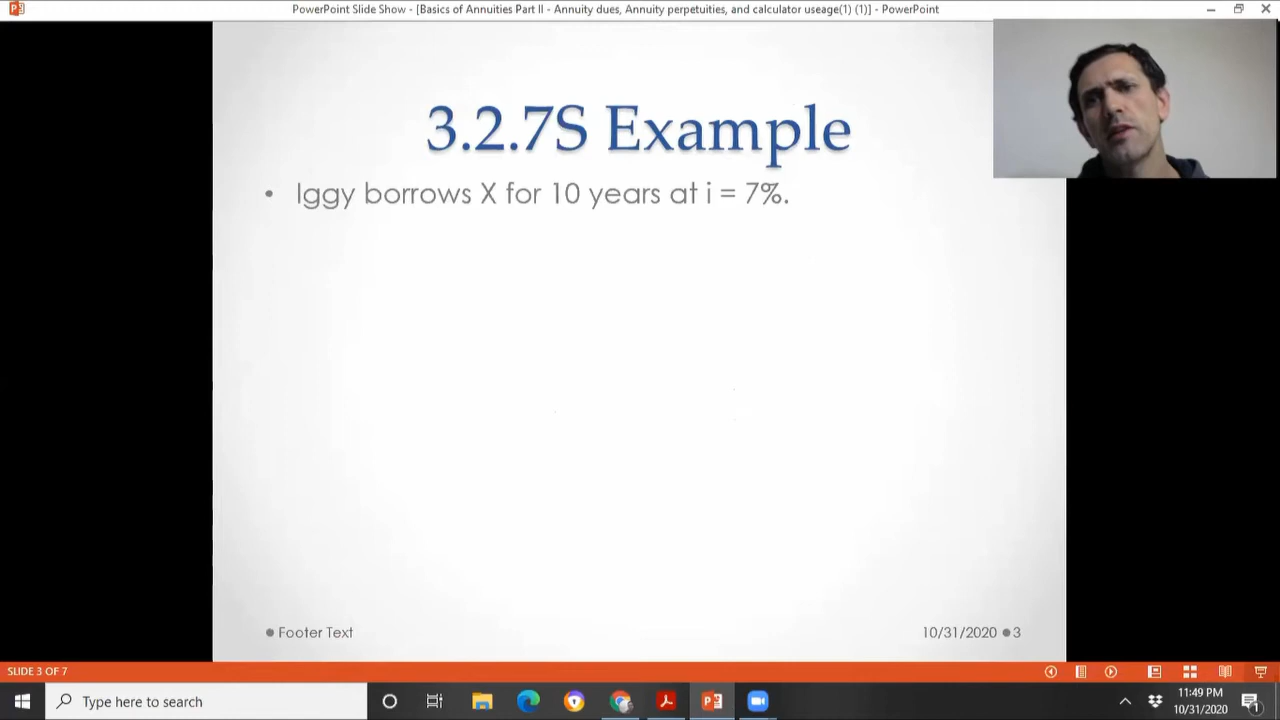 PowerPoint Slide Show - [Basics of Annuities Part II - Annuity dues, Annuity perpetuities, and calculator useage(1) (1)] - PowerPoint
3.2.7S Example
• Iggy borrows X for 10 years at i = 7%.
Footer Text
10/31/2020 3
SLIDE 3 OF 7
Type here to search
11:49 PM
10/31/2020
1